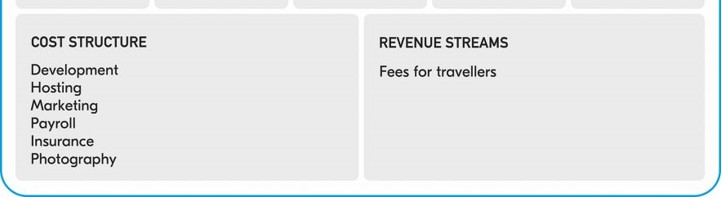 COST STRUCTURE
Development
Hosting
Marketing
Payroll
Insurance
Photography
REVENUE STREAMS
Fees for travellers